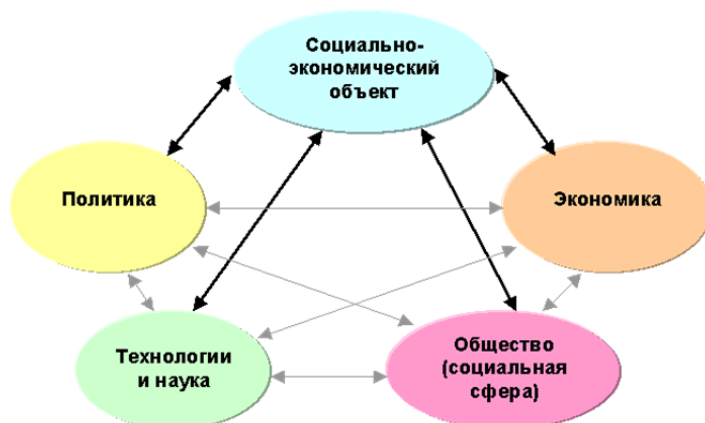 Социально-
экономический
объект
Политика
Экономика
Технологии
и наука
Общество
(социальная
сфера)